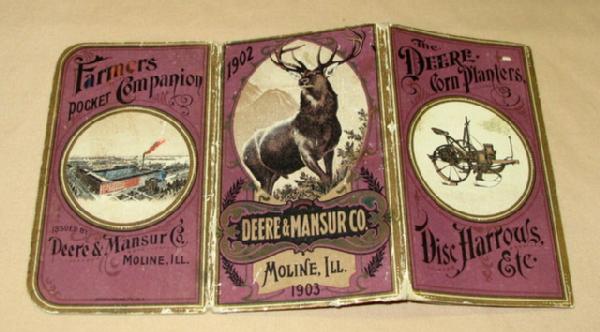 Farmers
Pocket Companion
ISSUED BY
Deere & Mansur Co.
MOLINE, ILL.
1902
DEERE & MANSUR CO.
MOLINE, ILL.
1903
The
DEERE
Corn Planters,
Disc Harrows,
Etc.